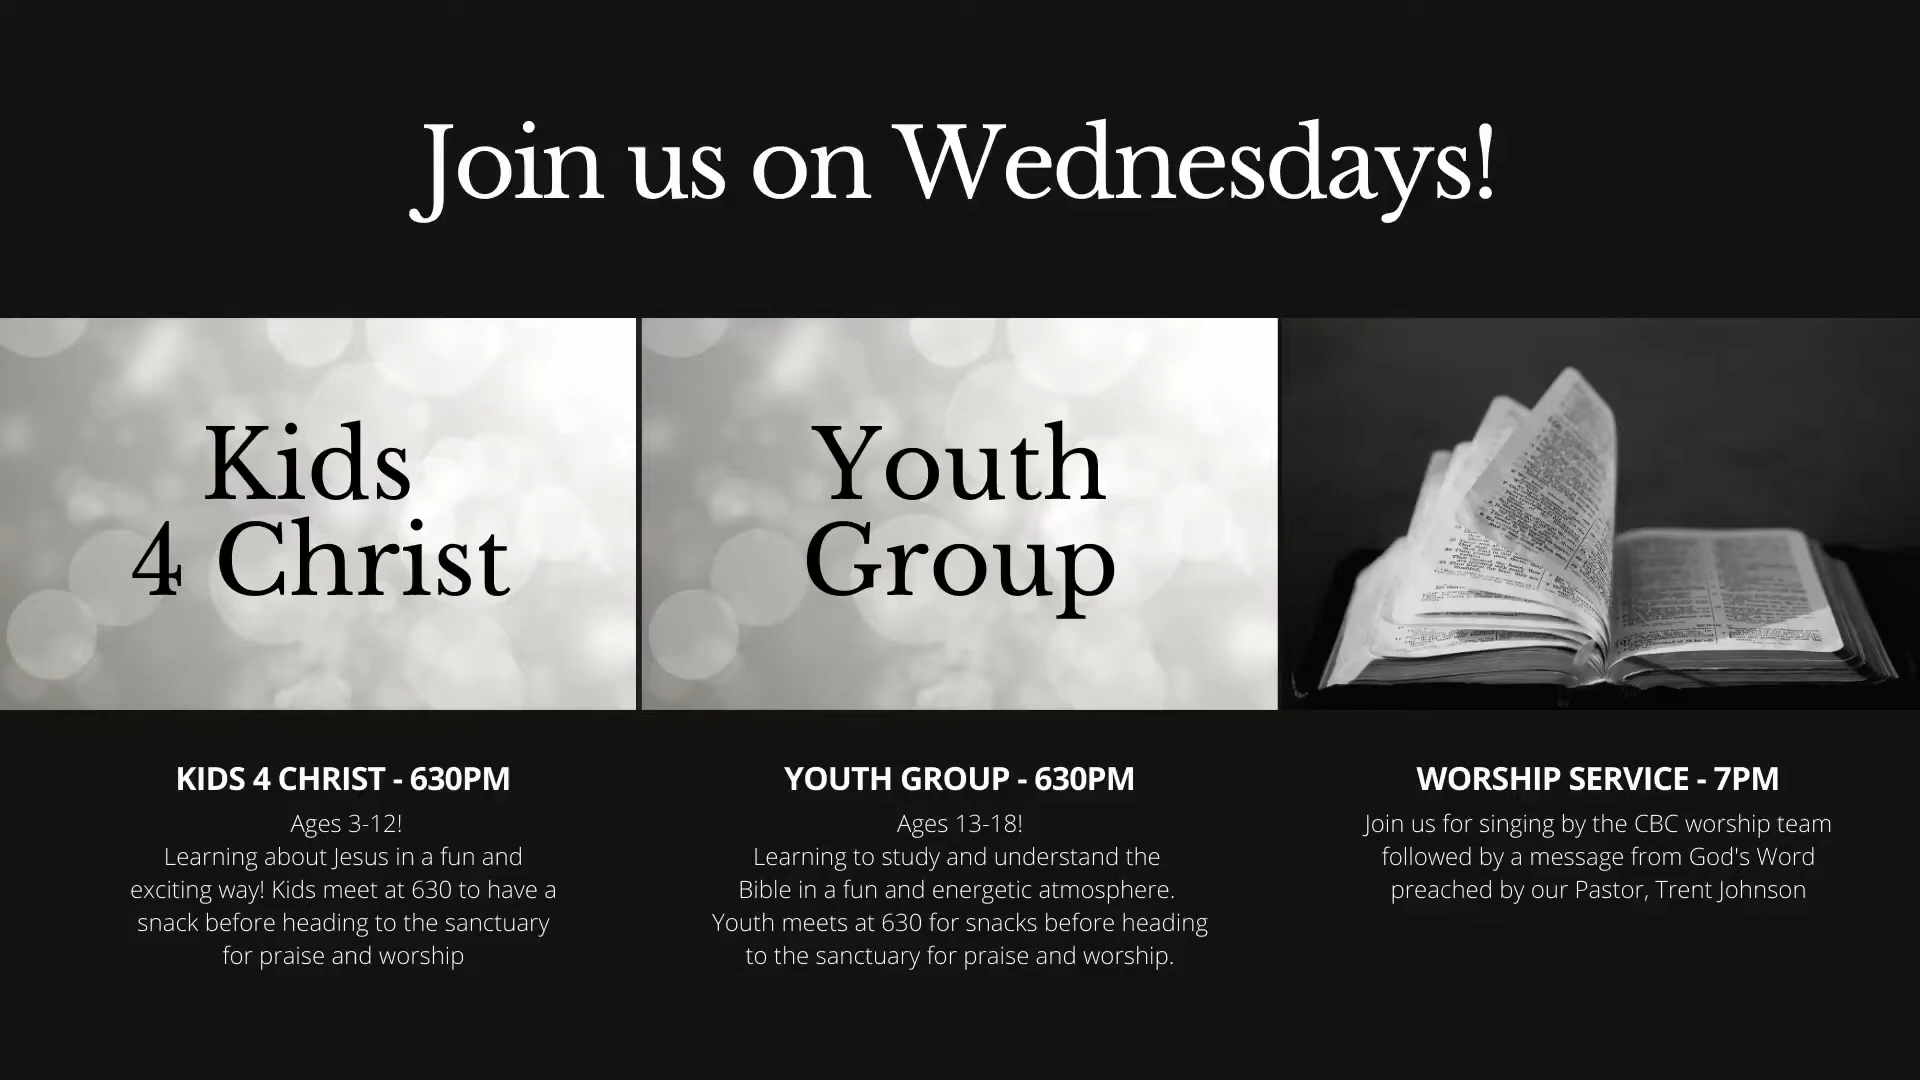 Join us on Wednesdays!
Kids
4 Christ
Youth
Group
KIDS 4 CHRIST - 630PM
Ages 3-12!
Learning about Jesus in a fun and
exciting way! Kids meet at 630 to have a
snack before heading to the sanctuary
for praise and worship
YOUTH GROUP - 630PM
Ages 13-18!
Learning to study and understand the
Bible in a fun and energetic atmosphere.
Youth meets at 630 for snacks before heading
to the sanctuary for praise and worship.
WORSHIP SERVICE - 7PM
Join us for singing by the CBC worship team
followed by a message from God's Word
preached by our Pastor, Trent Johnson